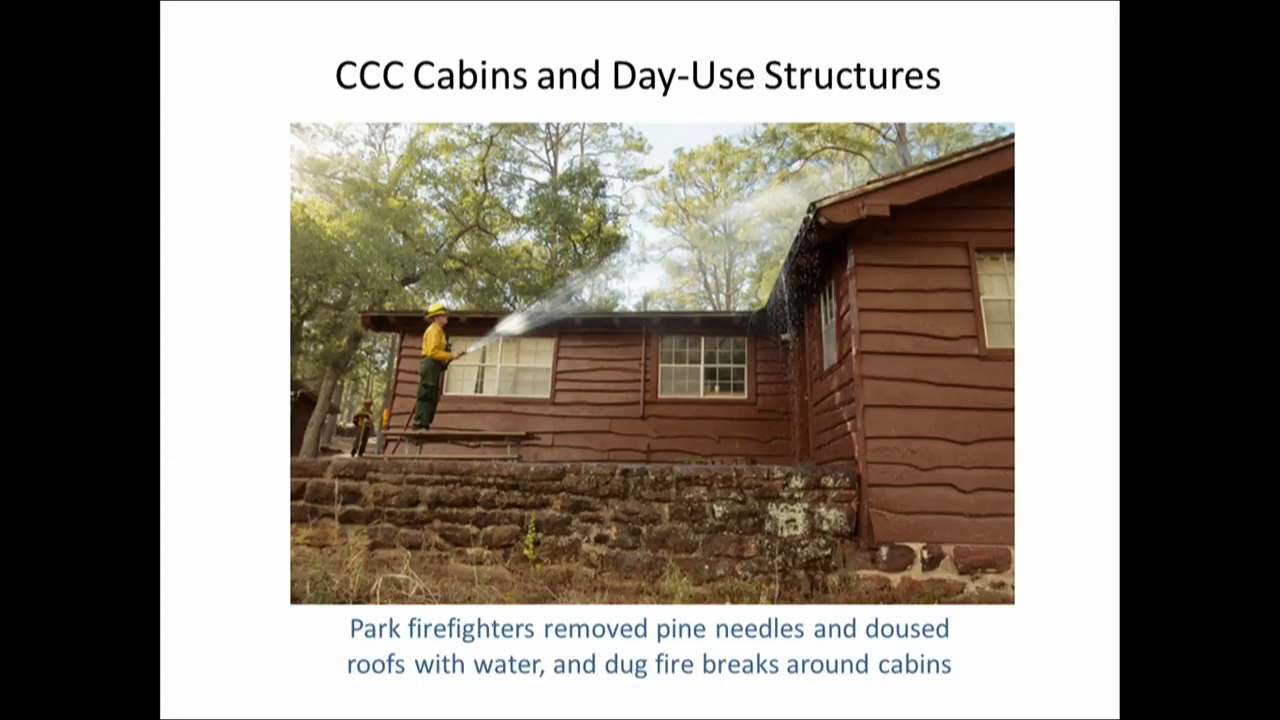 CCC Cabins and Day-Use Structures
Park firefighters removed pine needles and doused
roofs with water, and dug fire breaks around cabins